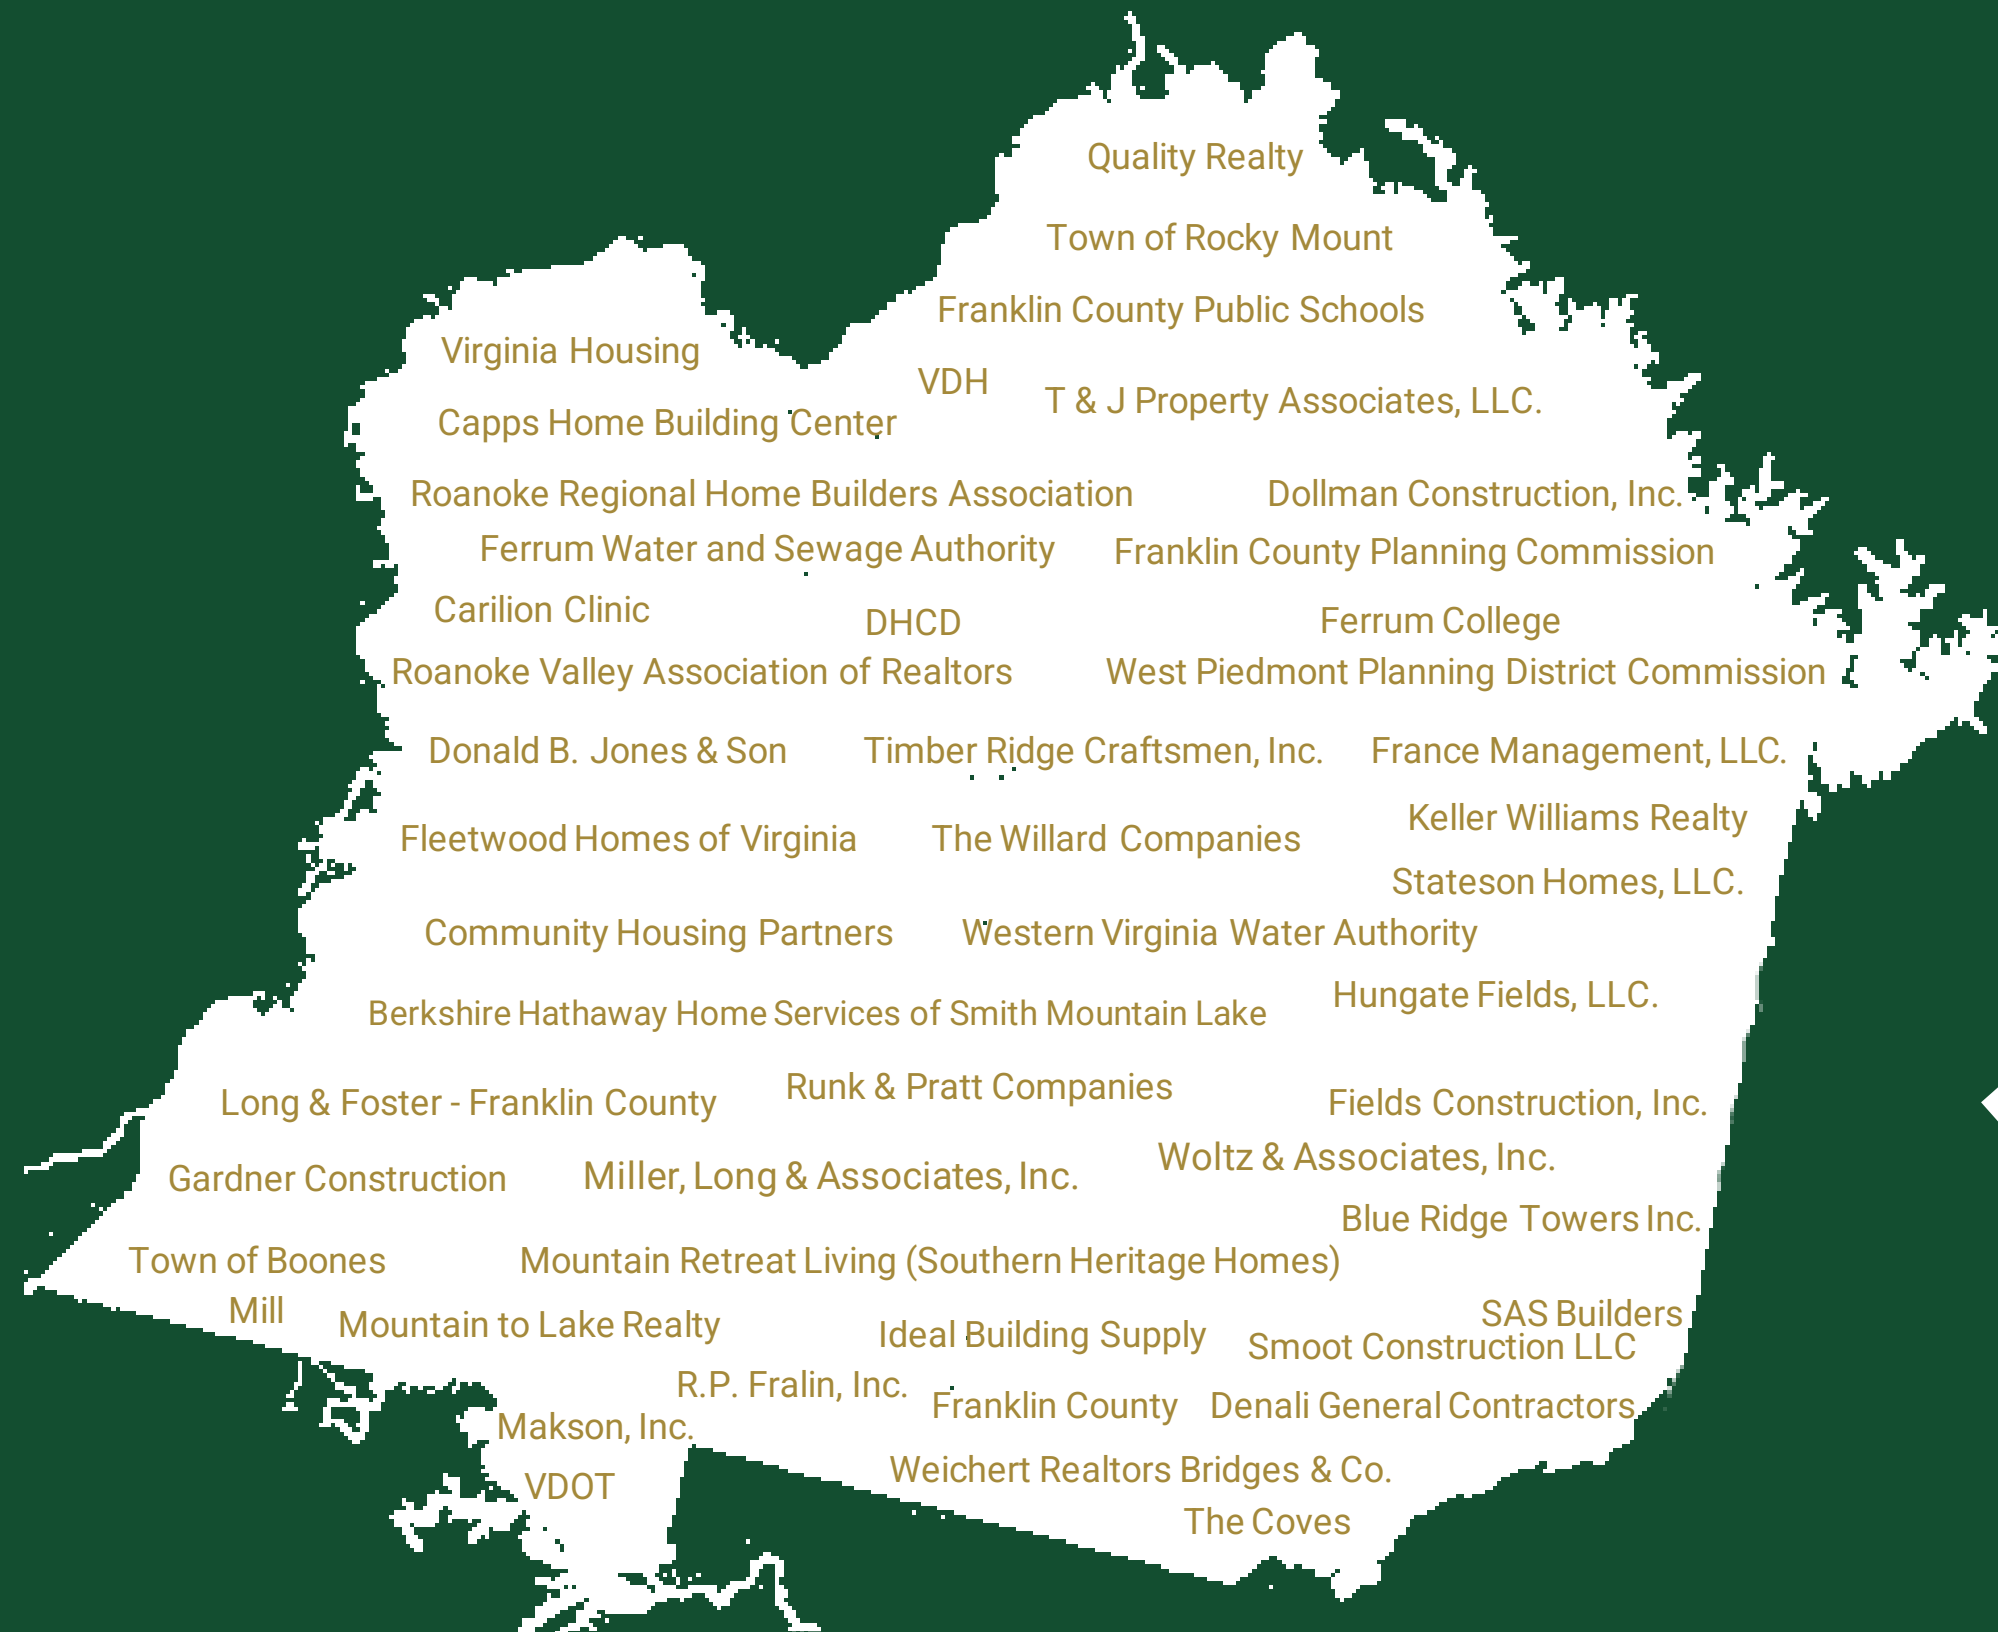 Quality Realty
Town of Rocky Mount
Franklin County Public Schools
Virginia Housing
VDH
T & J Property Associates, LLC.
Capps Home Building Center
Roanoke Regional Home Builders Association
Dollman Construction, Inc.
Ferrum Water and Sewage Authority
Franklin County Planning Commission
Carilion Clinic
DHCD
Ferrum College
Roanoke Valley Association of Realtors
West Piedmont Planning District Commission
Donald B. Jones & Son
Timber Ridge Craftsmen, Inc.
France Management, LLC.
Keller Williams Realty
Fleetwood Homes of Virginia
The Willard Companies
Stateson Homes, LLC.
Community Housing Partners
Western Virginia Water Authority
Hungate Fields, LLC.
Berkshire Hathaway Home Services of Smith Mountain Lake
Runk & Pratt Companies
Long & Foster - Franklin County
Fields Construction, Inc.
Woltz & Associates, Inc.
Gardner Construction
Miller, Long & Associates, Inc.
Blue Ridge Towers Inc.
Town of Boones
Mill
Mountain Retreat Living (Southern Heritage Homes)
Mountain to Lake Realty
Ideal Building Supply
SAS Builders
Smoot Construction LLC
R.P. Fralin, Inc.
Franklin County
Denali General Contractors
Makson, Inc.
Weichert Realtors Bridges & Co.
VDOT
The Coves